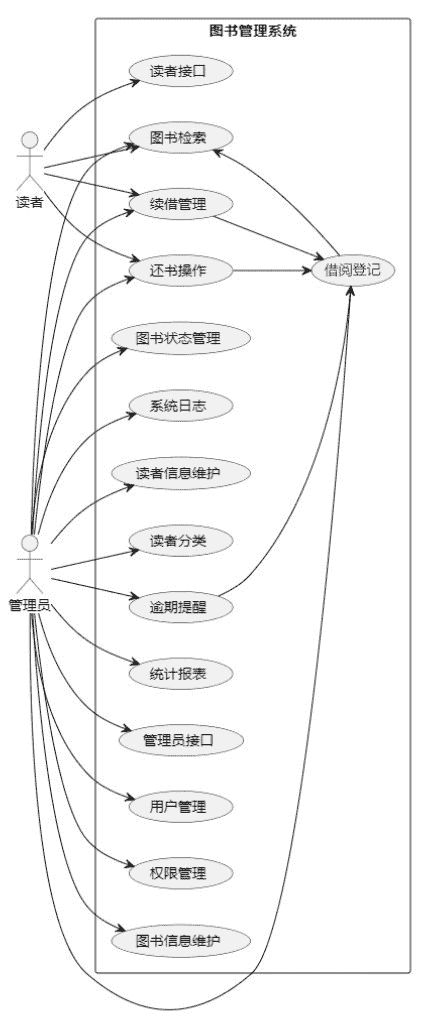 图书管理系统
读者接口
图书检索
读者
续借管理
还书操作
借阅登记
图书状态管理
系统日志
读者信息维护
读者分类
管理员
逾期提醒
统计报表
管理员接口
用户管理
权限管理
图书信息维护